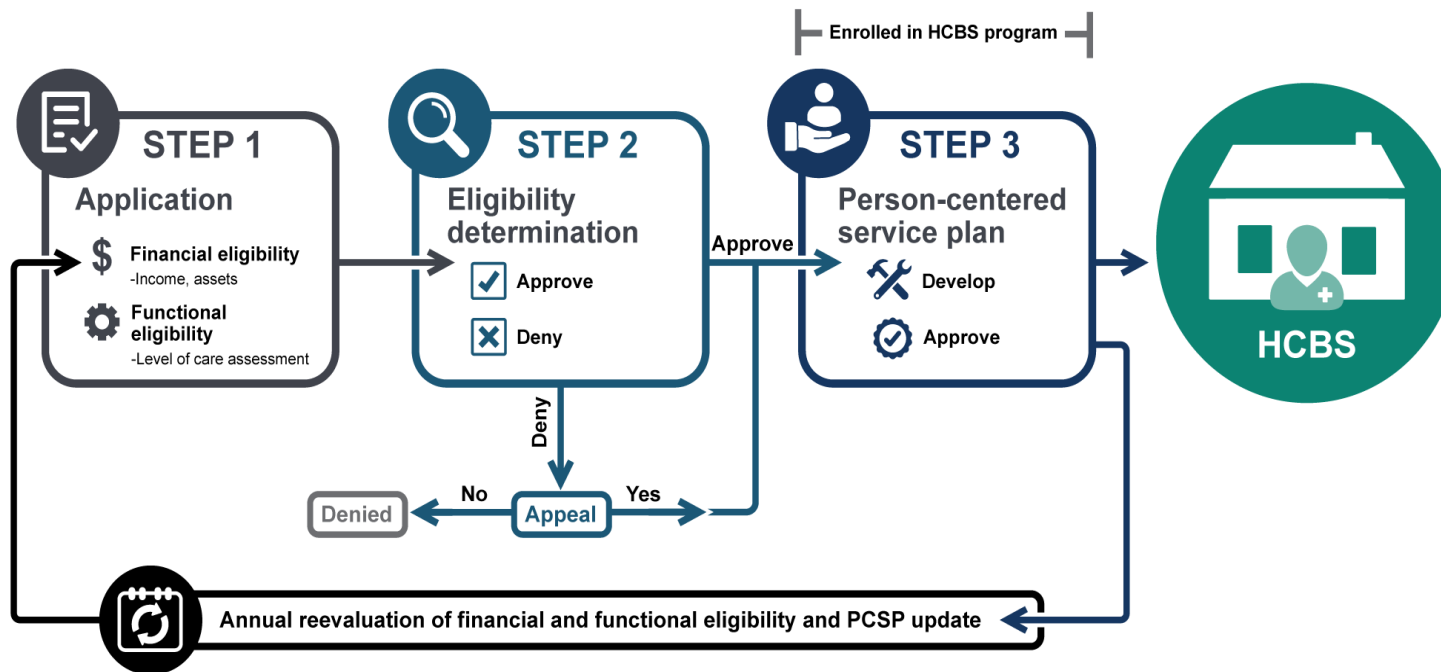 Enrolled in HCBS program
STEP 1
Application
$ Financial eligibility
-Income, assets
Functional
eligibility
-Level of care assessment
STEP 2
Eligibility
determination
Approve
Deny
Approve
Deny
No
Appeal
Yes
Denied
STEP 3
Person-centered
service plan
Develop
Approve
HCBS
Annual reevaluation of financial and functional eligibility and PCSP update